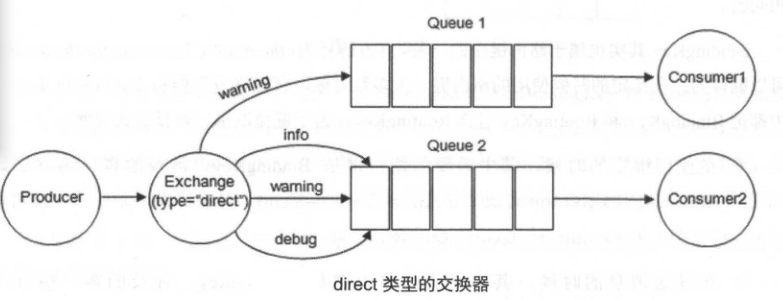 Queue 1
warning
Consumer1
info
Queue 2
Producer
Exchange
(type="direct")
warning
Consumer2
debug
direct 类型的交换器